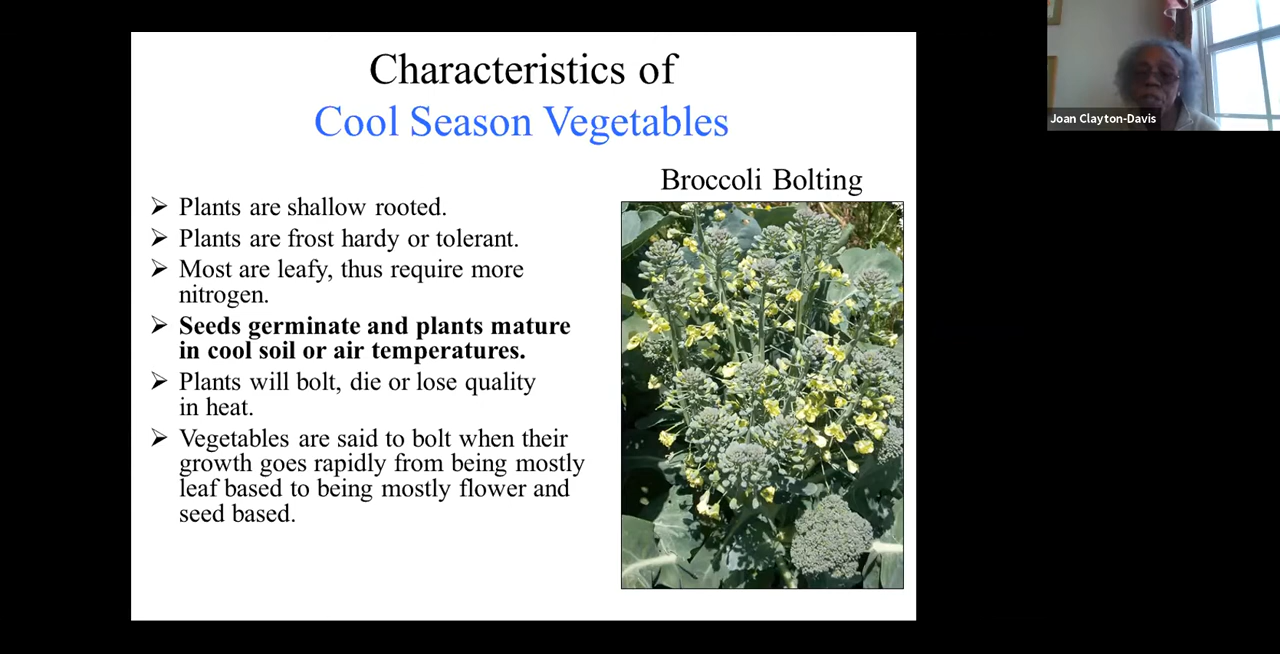 Characteristics of
Cool Season Vegetables
Broccoli Bolting
➢ Plants are shallow rooted.
➢ Plants are frost hardy or tolerant.
➢ Most are leafy, thus require more
nitrogen.
➢ Seeds germinate and plants mature
in cool soil or air temperatures.
➢ Plants will bolt, die or lose quality
in heat.
➢ Vegetables are said to bolt when their
growth goes rapidly from being mostly
leaf based to being mostly flower and
seed based.
Joan Clayton-Davis